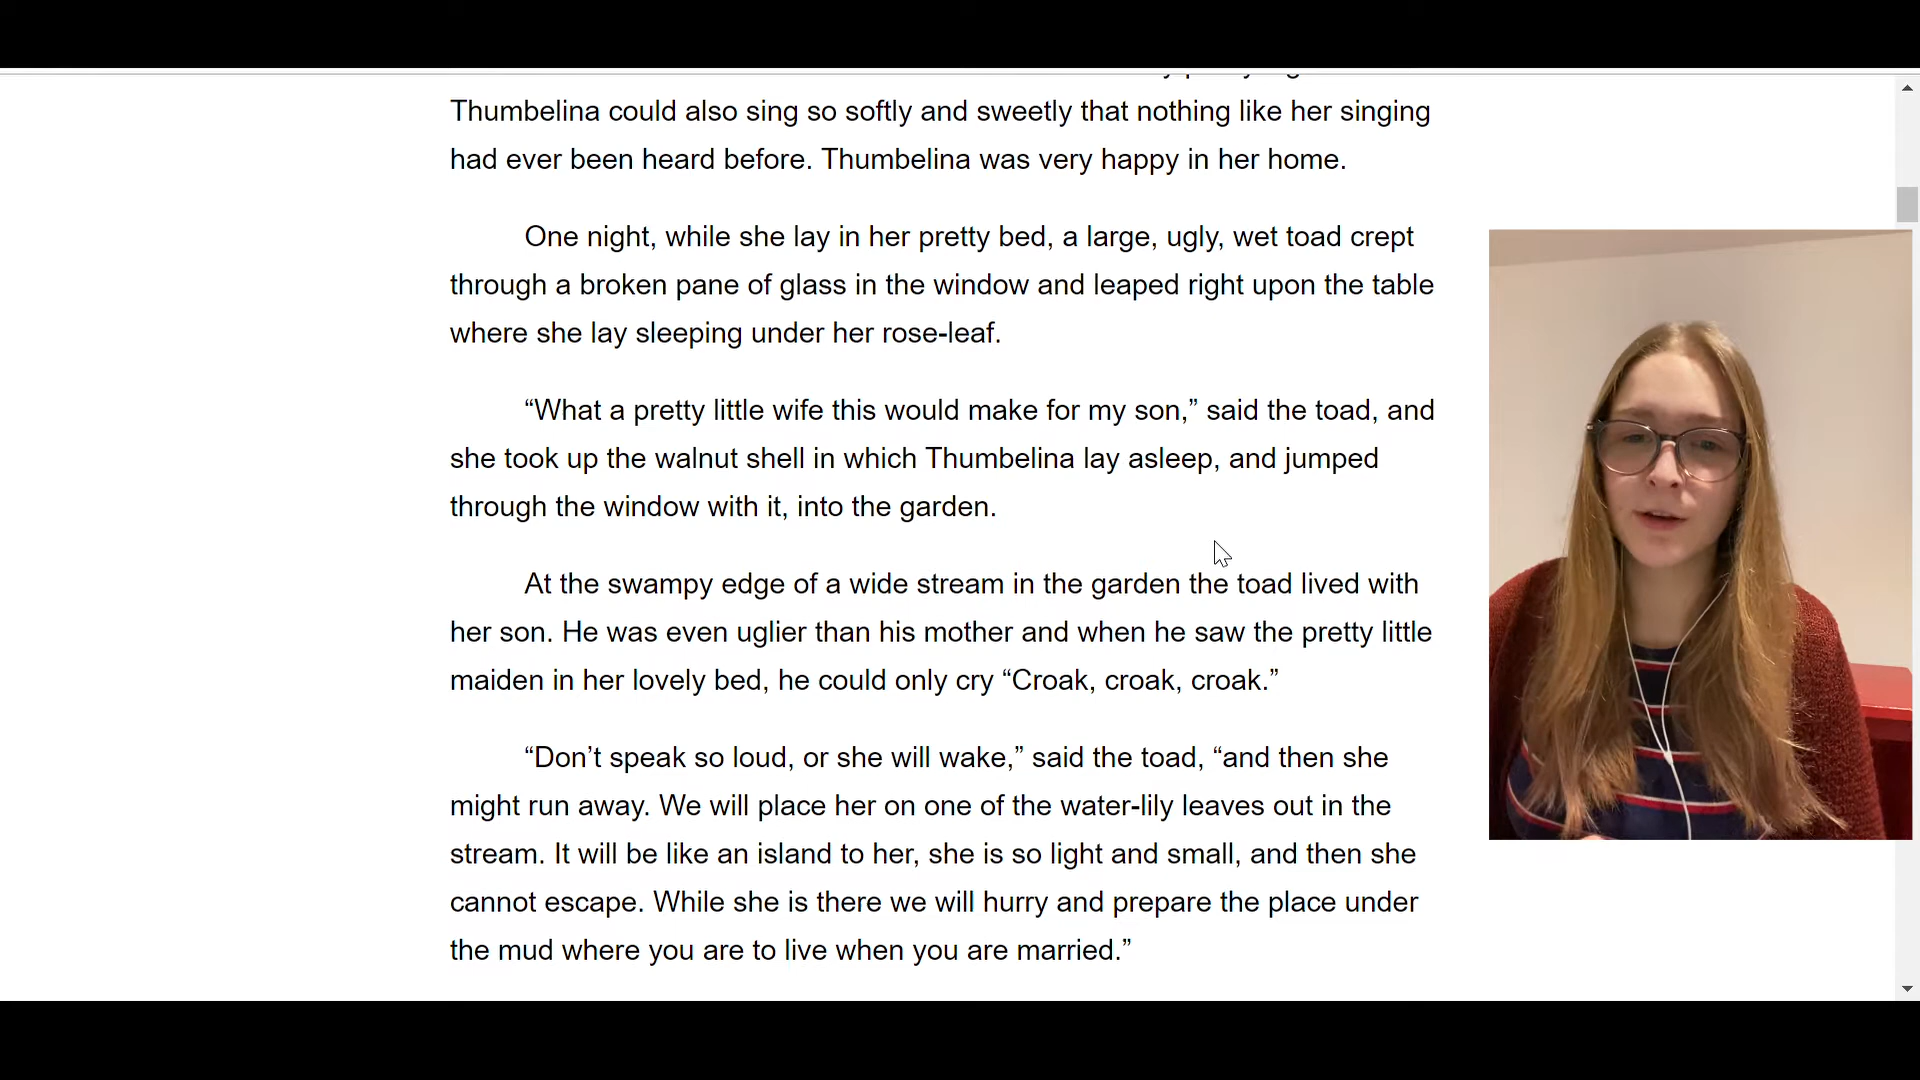 Thumbelina could also sing so softly and sweetly that nothing like her singing
had ever been heard before. Thumbelina was very happy in her home.
One night, while she lay in her pretty bed, a large, ugly, wet toad crept
through a broken pane of glass in the window and leaped right upon the table
where she lay sleeping under her rose-leaf.
“What a pretty little wife this would make for my son,” said the toad, and
she took up the walnut shell in which Thumbelina lay asleep, and jumped
through the window with it, into the garden.
At the swampy edge of a wide stream in the garden the toad lived with
her son. He was even uglier than his mother and when he saw the pretty little
maiden in her lovely bed, he could only cry “Croak, croak, croak.”
“Don’t speak so loud, or she will wake,” said the toad, “and then she
might run away. We will place her on one of the water-lily leaves out in the
stream. It will be like an island to her, she is so light and small, and then she
cannot escape. While she is there we will hurry and prepare the place under
the mud where you are to live when you are married.”